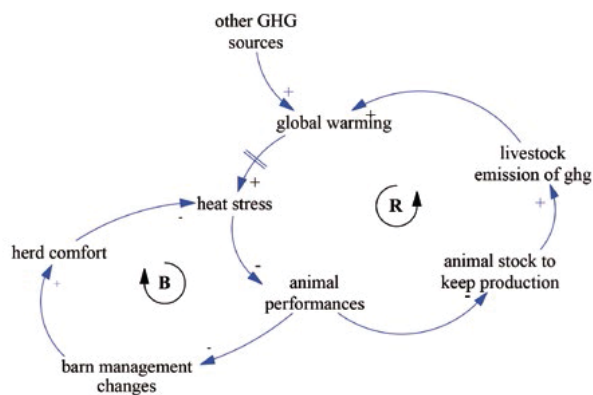 other GHG
sources
+
global warming
+
livestock
emission of ghg
+
heat stress
-
R
+
herd comfort
-
animal stock to
keep production
-
animal
performances
B
+
-
barn management
changes